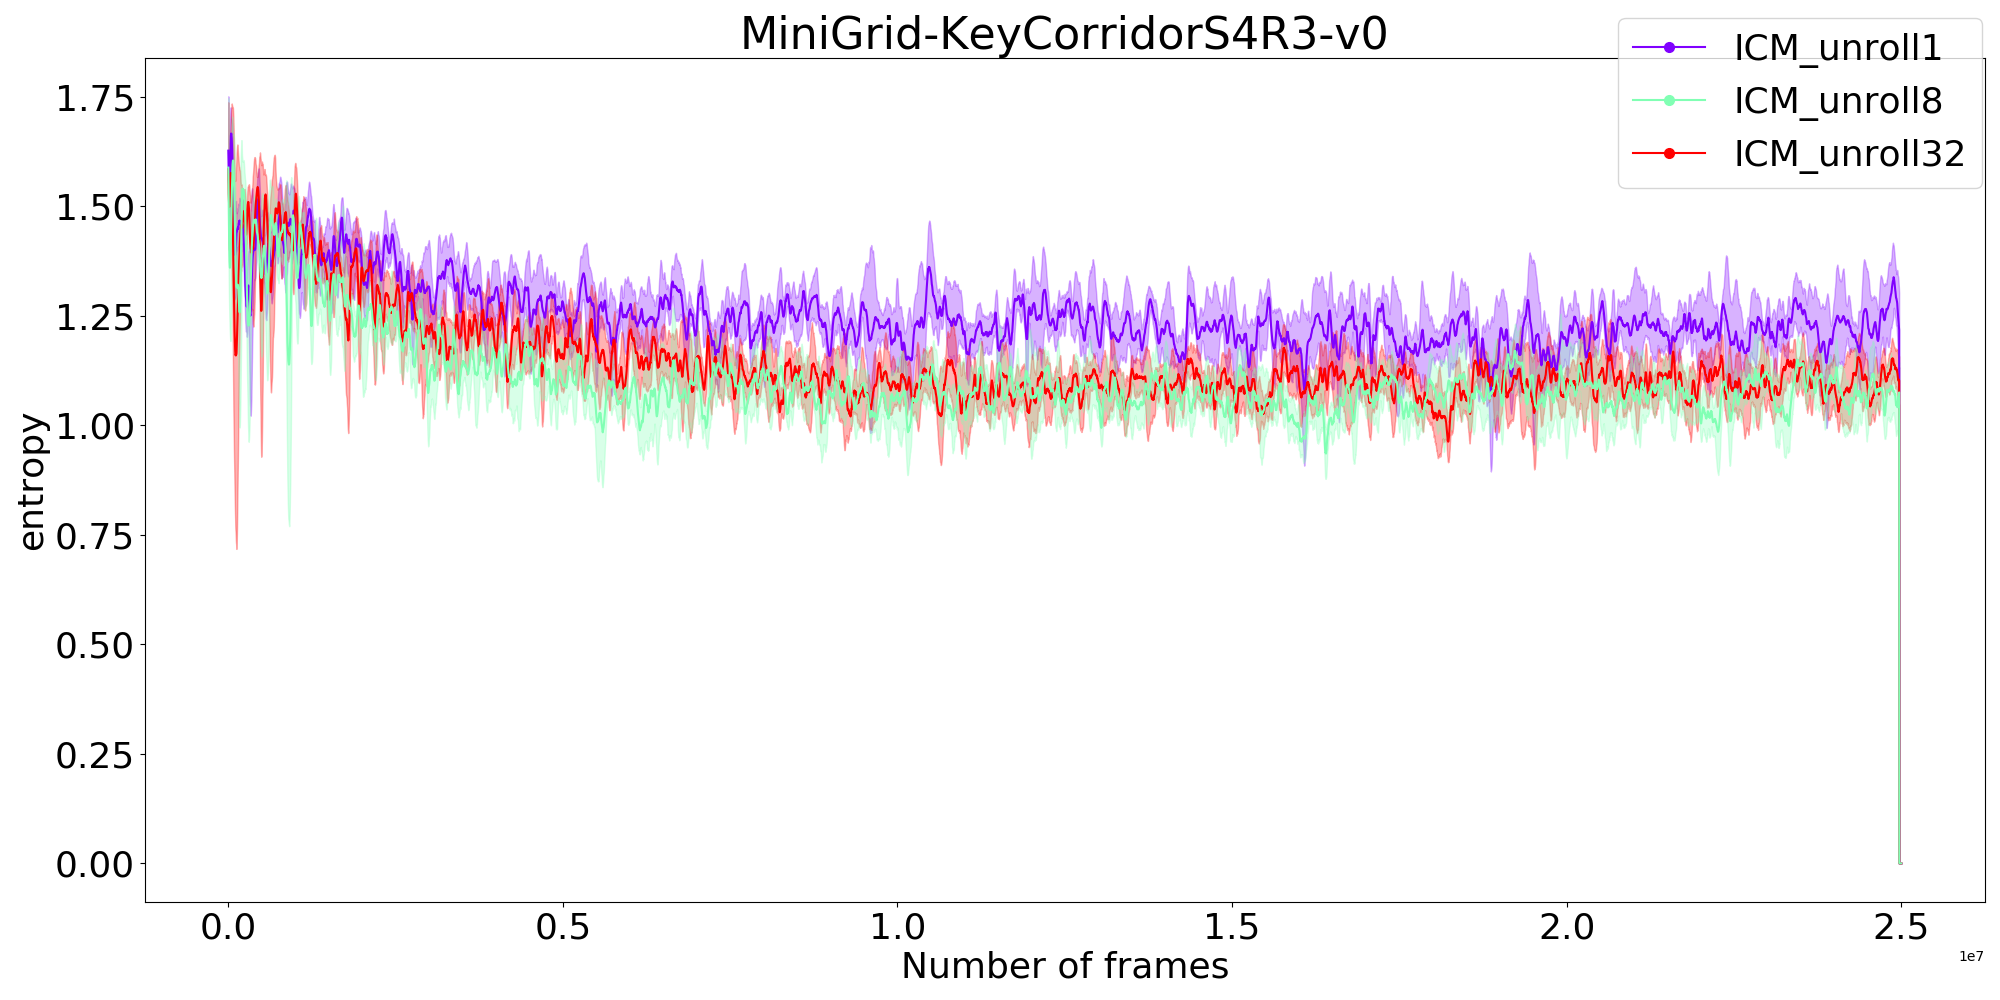 MiniGrid-KeyCorridorS4R3-v0
ICM_unroll1
ICM_unroll8
ICM_unroll32
entropy
1.75
1.50
1.25
1.00
0.75
0.50
0.25
0.00
0.0 0.5 1.0 1.5 2.0 2.5
1e7
Number of frames